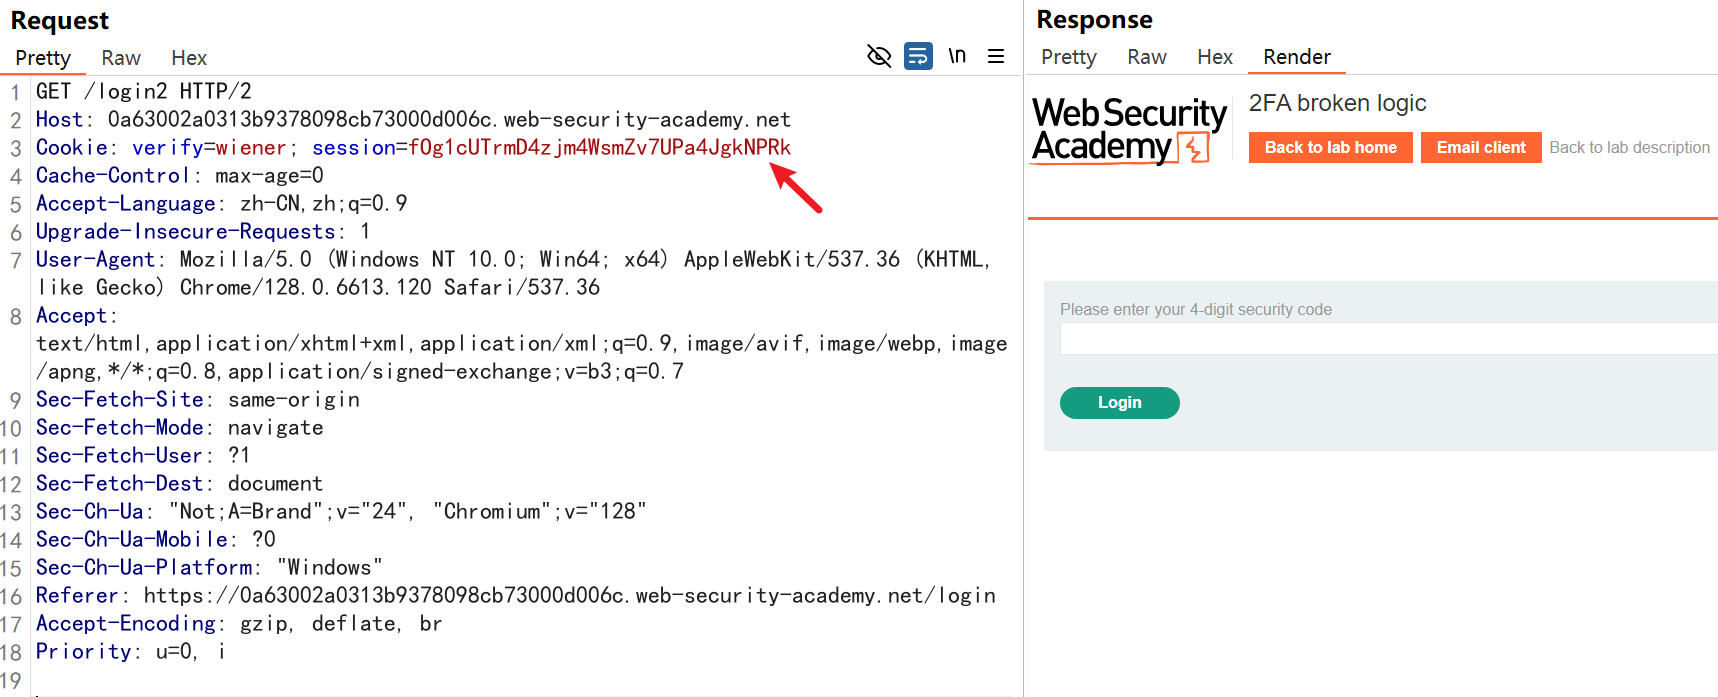 Request
Pretty Raw Hex
\n
1 GET /login2 HTTP/2
2 Host: 0a63002a0313b9378098cb73000d006c.web-security-academy.net
3 Cookie: verify=wiener; session=fOg1cUTrmD4zjm4WsmZv7UPa4JgkNPRk
4 Cache-Control: max-age=0
5 Accept-Language: zh-CN,zh;q=0.9
6 Upgrade-Insecure-Requests: 1
7 User-Agent: Mozilla/5.0 (Windows NT 10.0; Win64; x64) AppleWebKit/537.36 (KHTML,
like Gecko) Chrome/128.0.6613.120 Safari/537.36
8 Accept:
text/html,application/xhtml+xml,application/xml;q=0.9,image/avif,image/webp,image
/apng,*/*;q=0.8,application/signed-exchange;v=b3;q=0.7
9 Sec-Fetch-Site: same-origin
10 Sec-Fetch-Mode: navigate
11 Sec-Fetch-User: ?1
12 Sec-Fetch-Dest: document
13 Sec-Ch-Ua: "Not;A=Brand";v="24", "Chromium";v="128"
14 Sec-Ch-Ua-Mobile: ?0
15 Sec-Ch-Ua-Platform: "Windows"
16 Referer: https://0a63002a0313b9378098cb73000d006c.web-security-academy.net/login
17 Accept-Encoding: gzip, deflate, br
18 Priority: u=0, i
19
Response
Pretty Raw Hex Render
Web Security
Academy
2FA broken logic
Back to lab home Email client Back to lab description
Please enter your 4-digit security code
Login